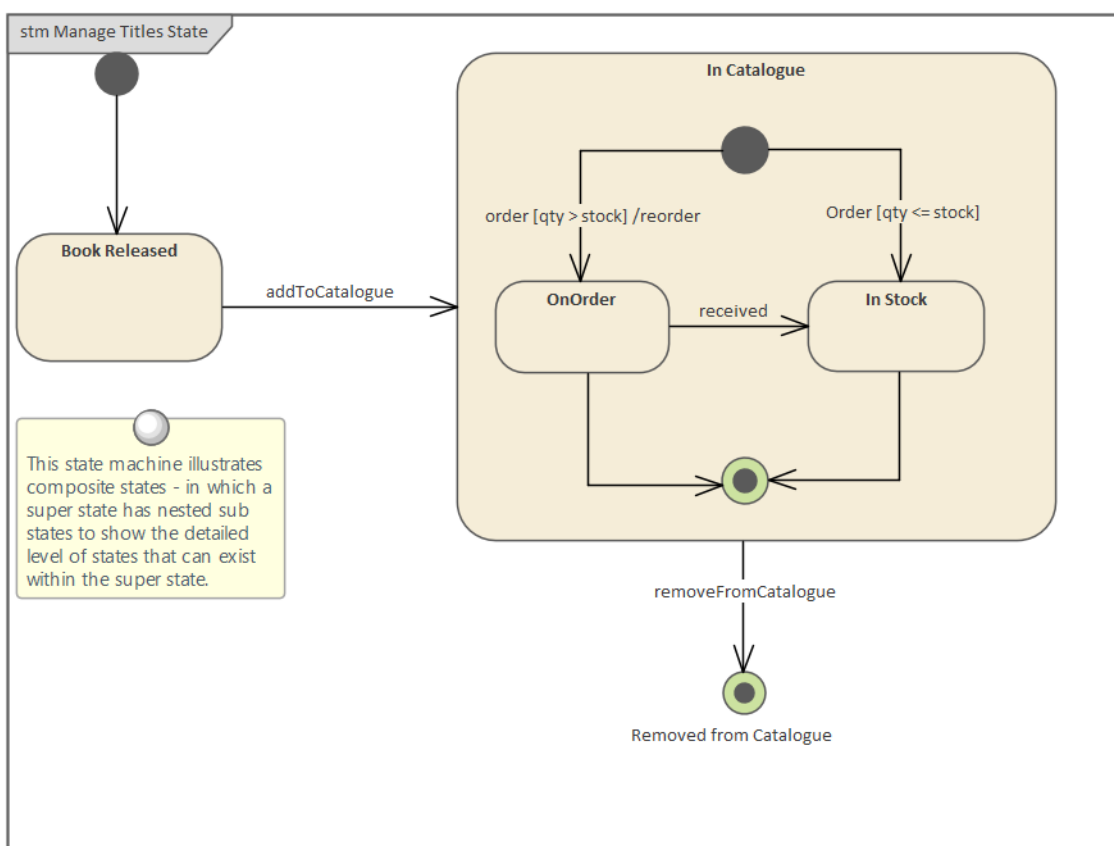 stm Manage Titles State
In Catalogue
order [qty > stock] /reorder
Order [qty <= stock]
Book Released
addToCatalogue
OnOrder
received
In Stock
This state machine illustrates
composite states - in which a
super state has nested sub
states to show the detailed
level of states that can exist
within the super state.
removeFromCatalogue
Removed from Catalogue